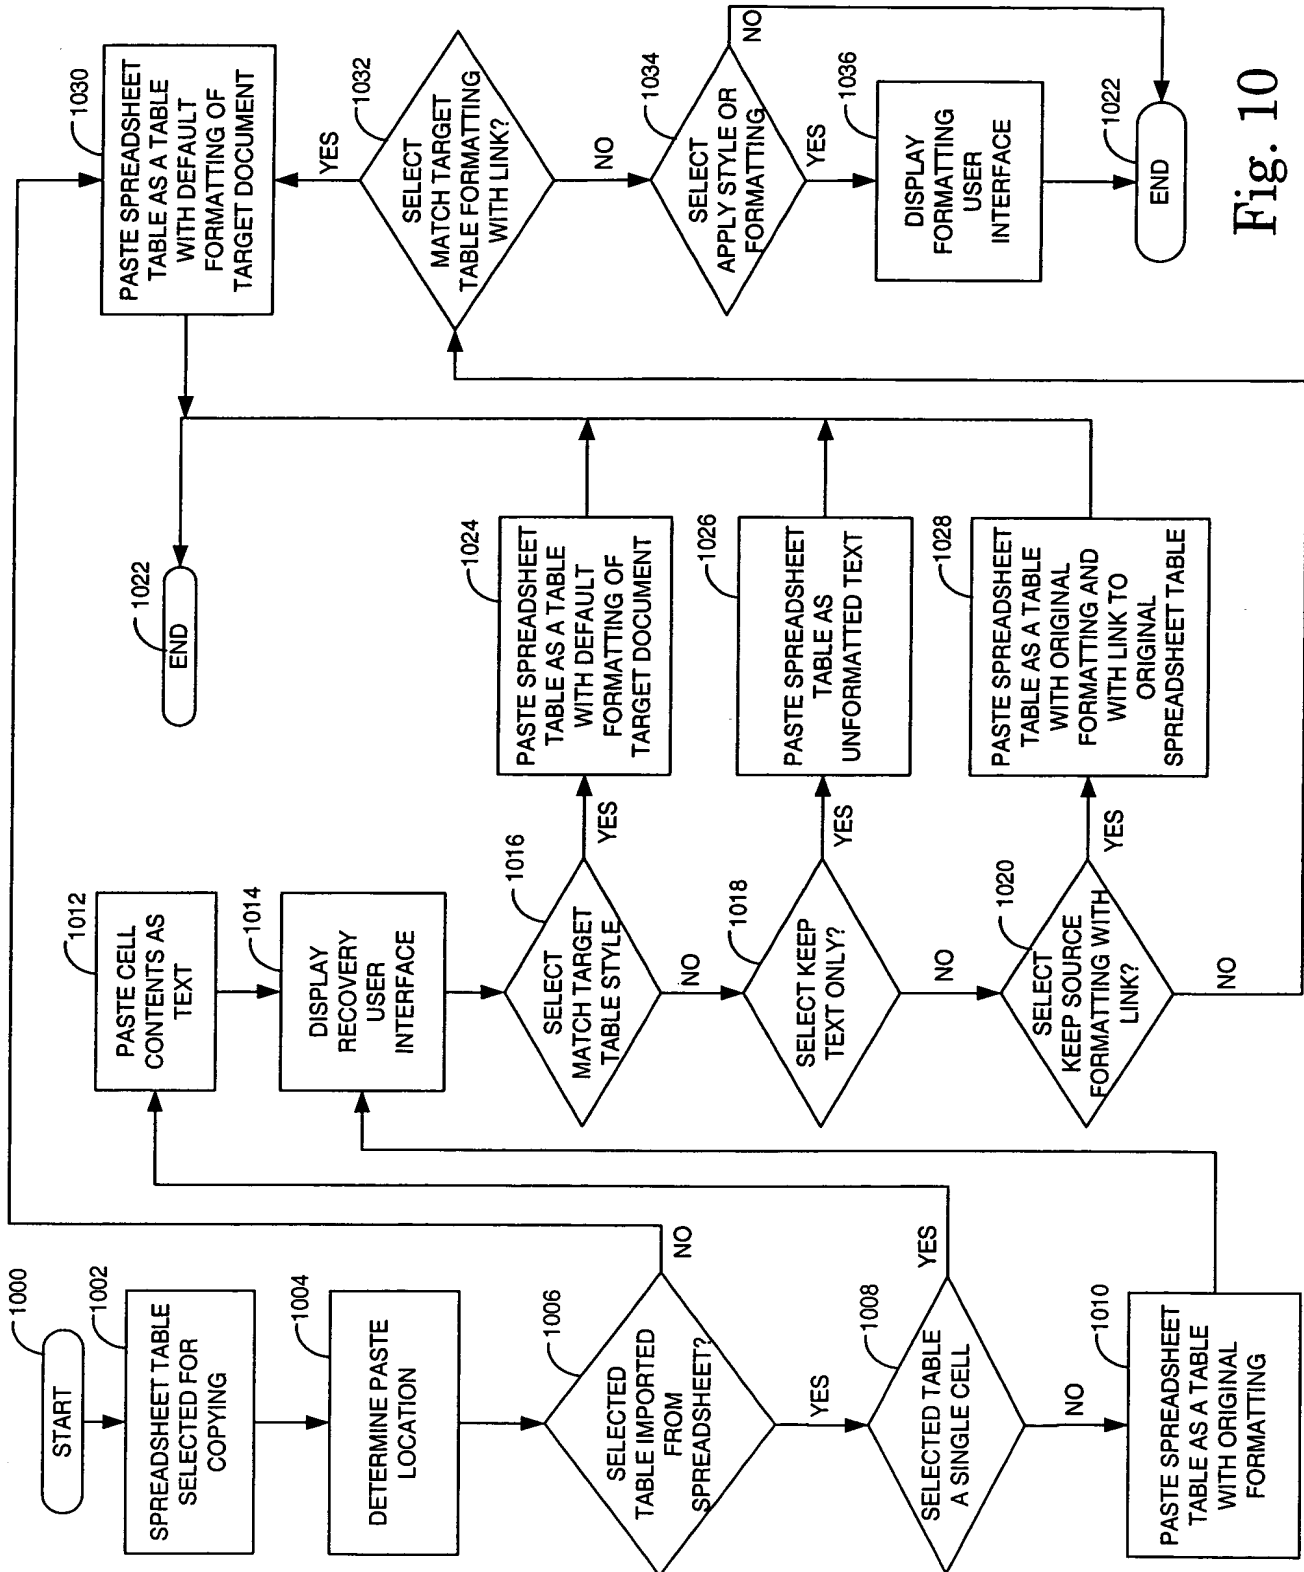 1000
START
1002
SPREADSHEET TABLE
SELECTED FOR
COPYING
1004
DETERMINE PASTE
LOCATION
1006
SELECTED
TABLE IMPORTED
FROM
SPREADSHEET?
NO
YES
1008
SELECTED TABLE
A SINGLE CELL
YES
NO
1010
PASTE SPREADSHEET
TABLE AS A TABLE
WITH ORIGINAL
FORMATTING
1012
PASTE CELL
CONTENTS AS
TEXT
1014
DISPLAY
RECOVERY
USER
INTERFACE
1016
SELECT
MATCH TARGET
TABLE STYLE
YES
NO
1018
SELECT KEEP
TEXT ONLY?
YES
NO
1020
SELECT
KEEP SOURCE
FORMATTING WITH
LINK?
YES
NO
1022
END
1024
PASTE SPREADSHEET
TABLE AS A TABLE
WITH DEFAULT
FORMATTING OF
TARGET DOCUMENT
1026
PASTE SPREADSHEET
TABLE AS
UNFORMATTED TEXT
1028
PASTE SPREADSHEET
TABLE AS A TABLE
WITH ORIGINAL
FORMATTING AND
WITH LINK TO
ORIGINAL
SPREADSHEET TABLE
1030
PASTE SPREADSHEET
TABLE AS A TABLE
WITH DEFAULT
FORMATTING OF
TARGET DOCUMENT
YES
1032
SELECT
MATCH TARGET
TABLE FORMATTING
WITH LINK?
NO
1034
SELECT
APPLY STYLE OR
FORMATTING
NO
YES
1036
DISPLAY
FORMATTING
USER
INTERFACE
1022
END
Fig. 10